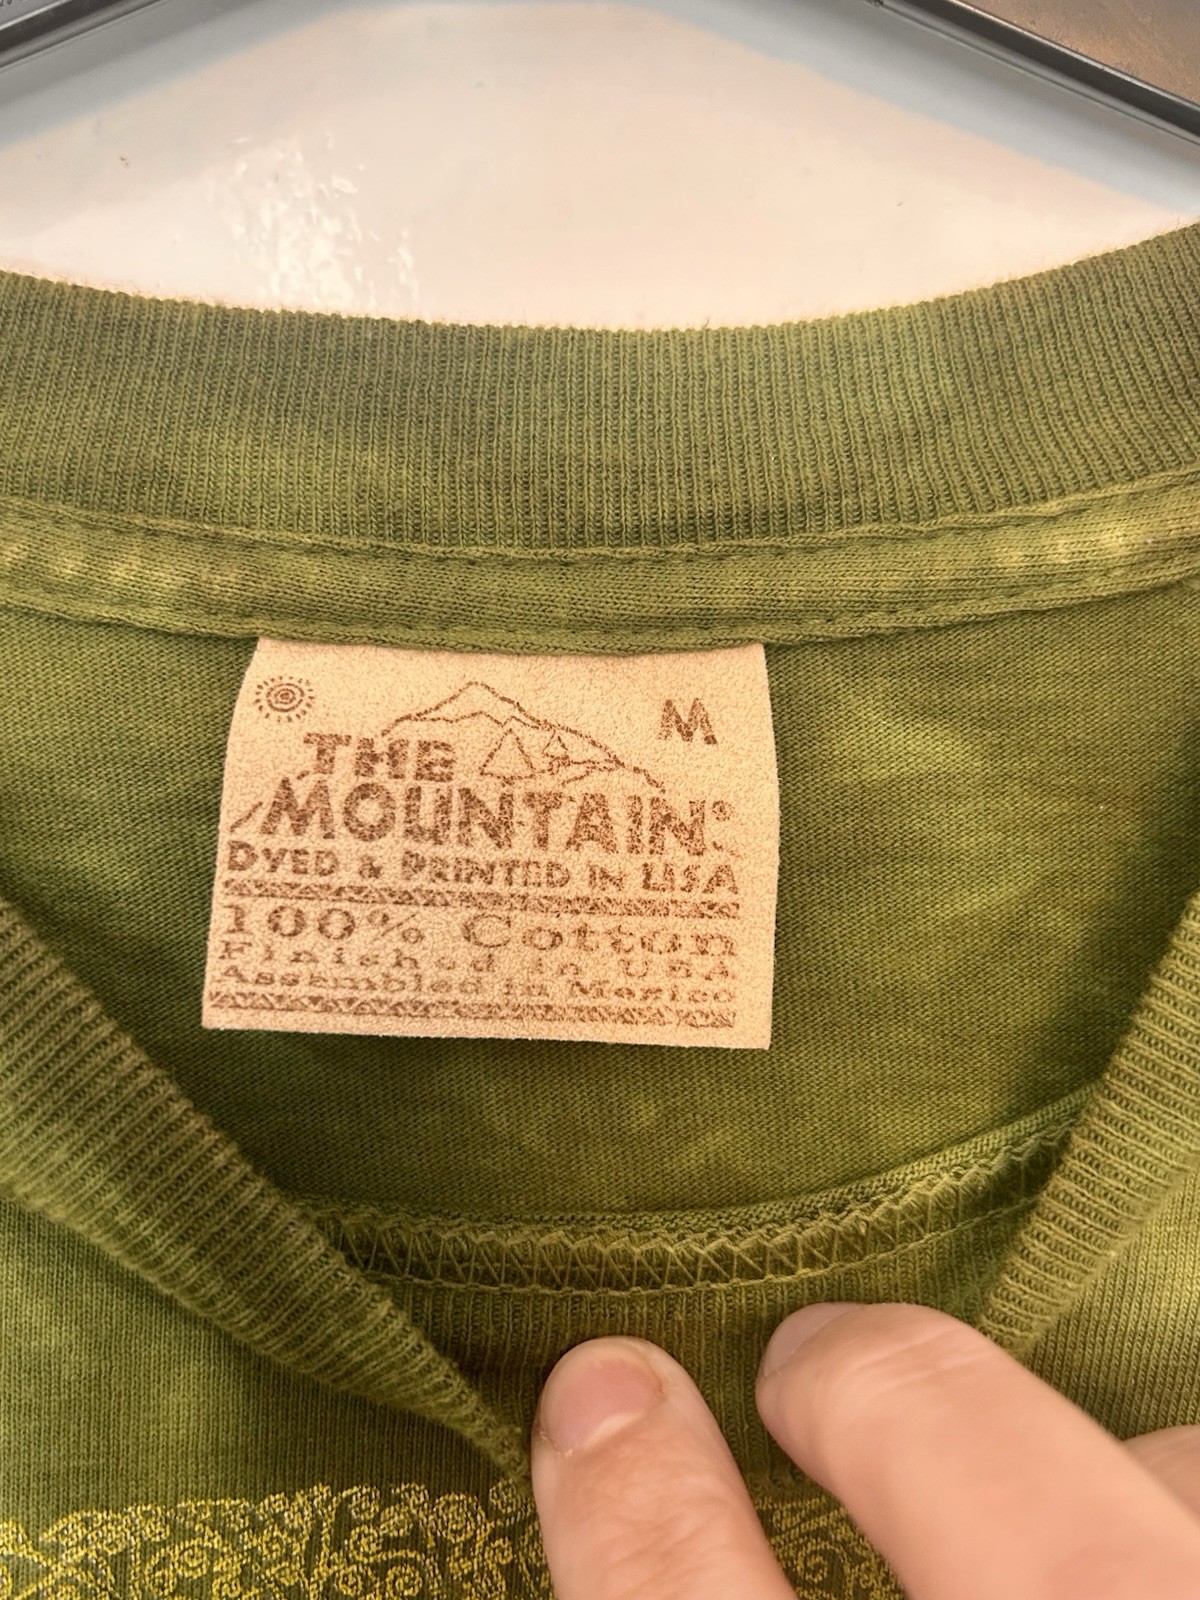 M
THE
MOUNTAIN®
DYED & PRINTED IN USA
100% Cotton
Finished in USA
Assembled in Mexico